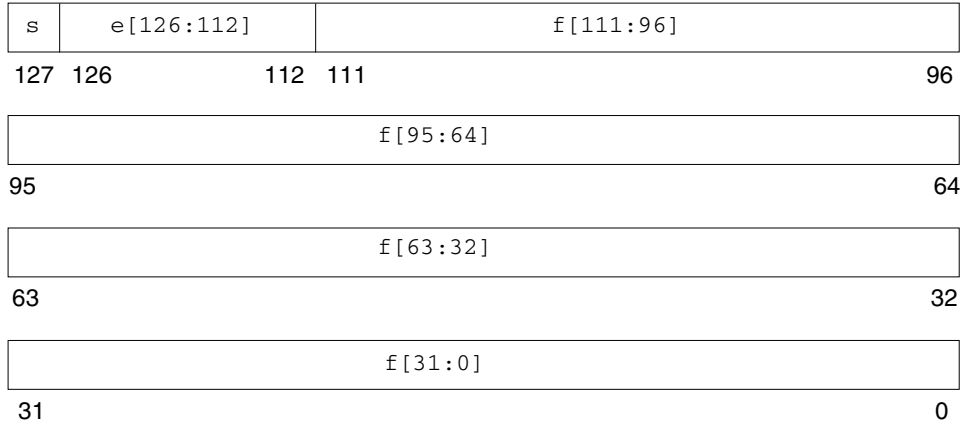 s e[126:112] f[111:96]
127 126 112 111 96
f[95:64]
95 64
f[63:32]
63 32
f[31:0]
31 0